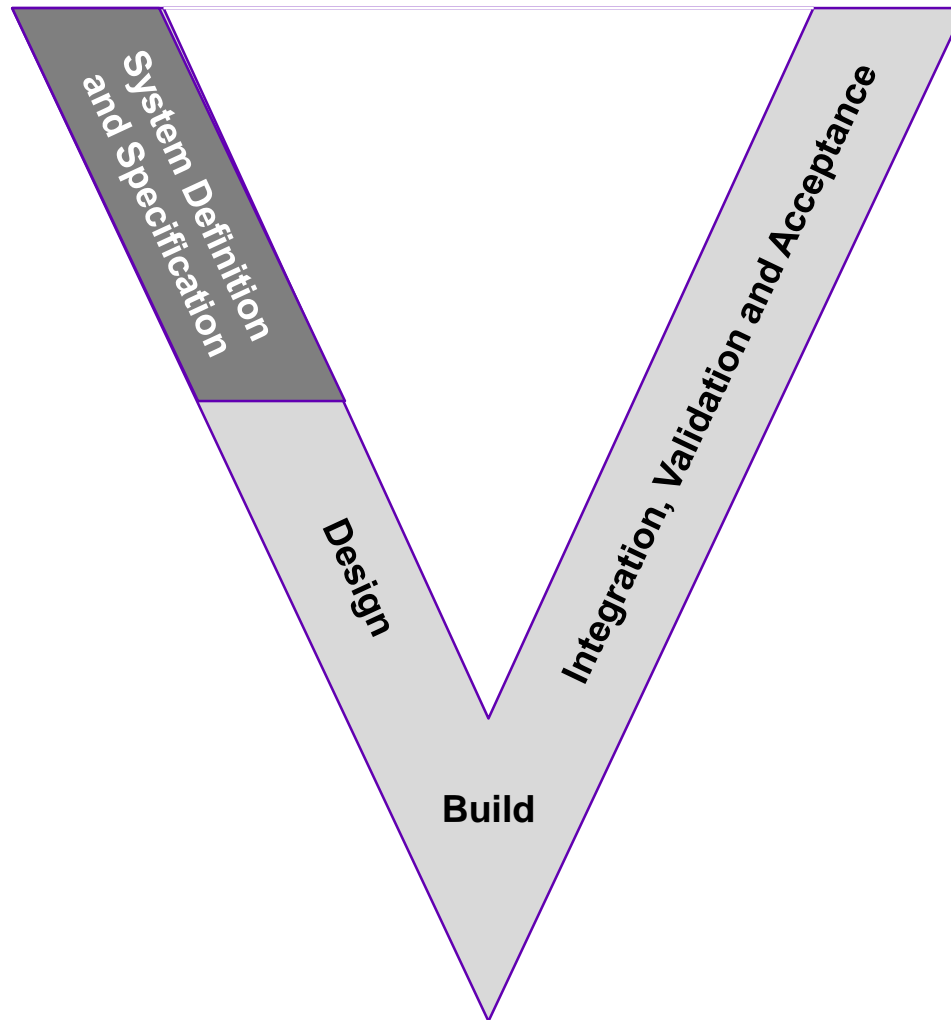 System Definition
and Specification
Design
Build
Integration, Validation and Acceptance